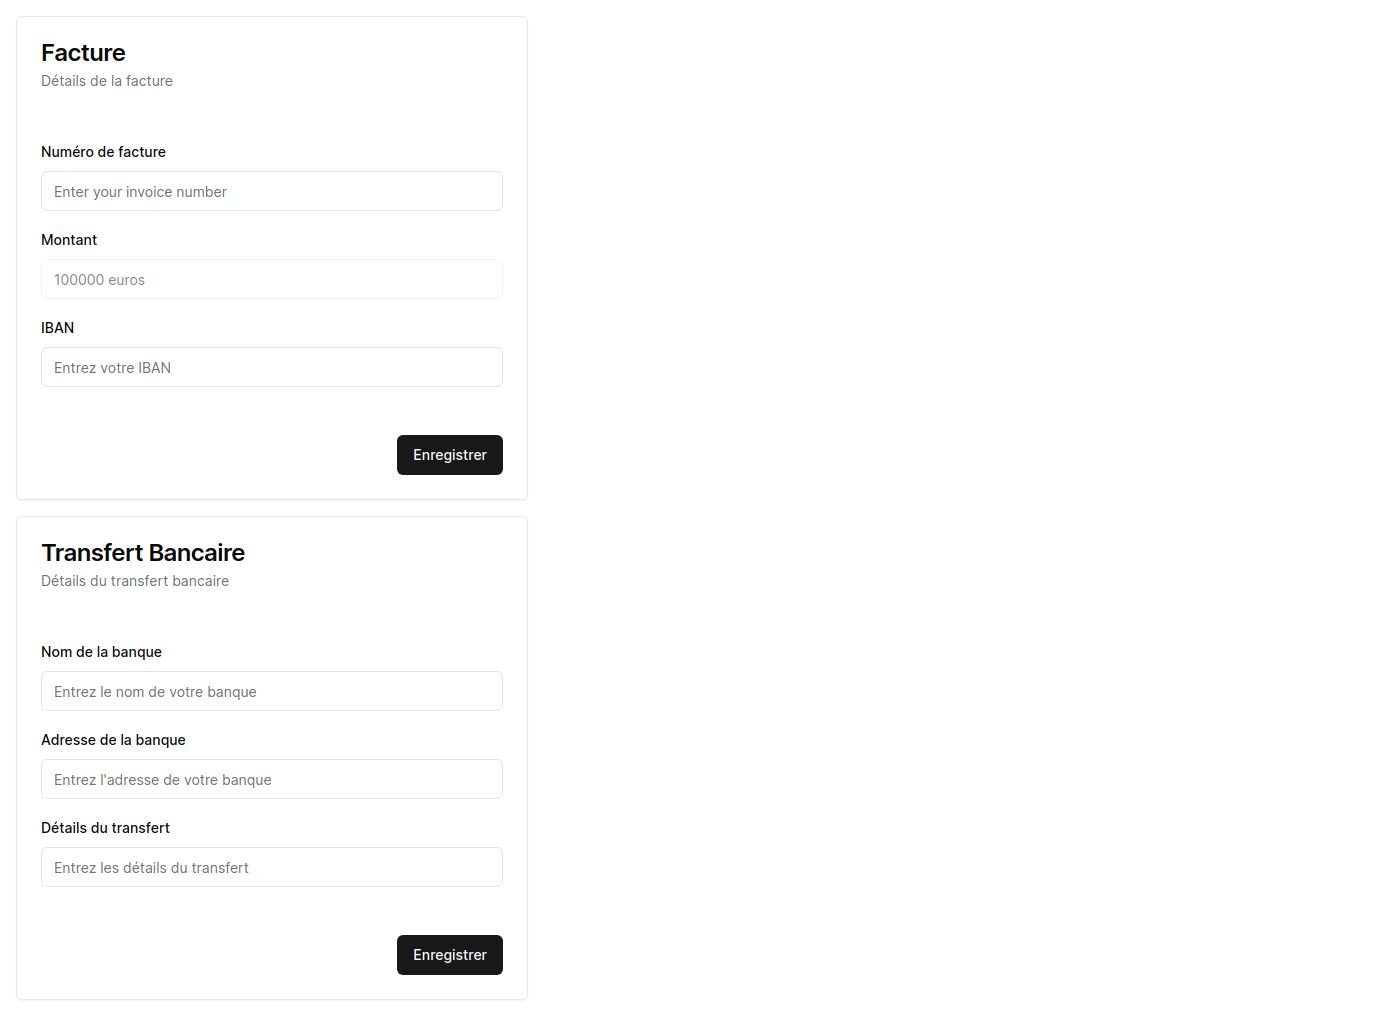 Facture
Détails de la facture
Numéro de facture
Enter your invoice number
Montant
100000 euros
IBAN
Entrez votre IBAN
Enregistrer
Transfert Bancaire
Détails du transfert bancaire
Nom de la banque
Entrez le nom de votre banque
Adresse de la banque
Entrez l'adresse de votre banque
Détails du transfert
Entrez les détails du transfert
Enregistrer